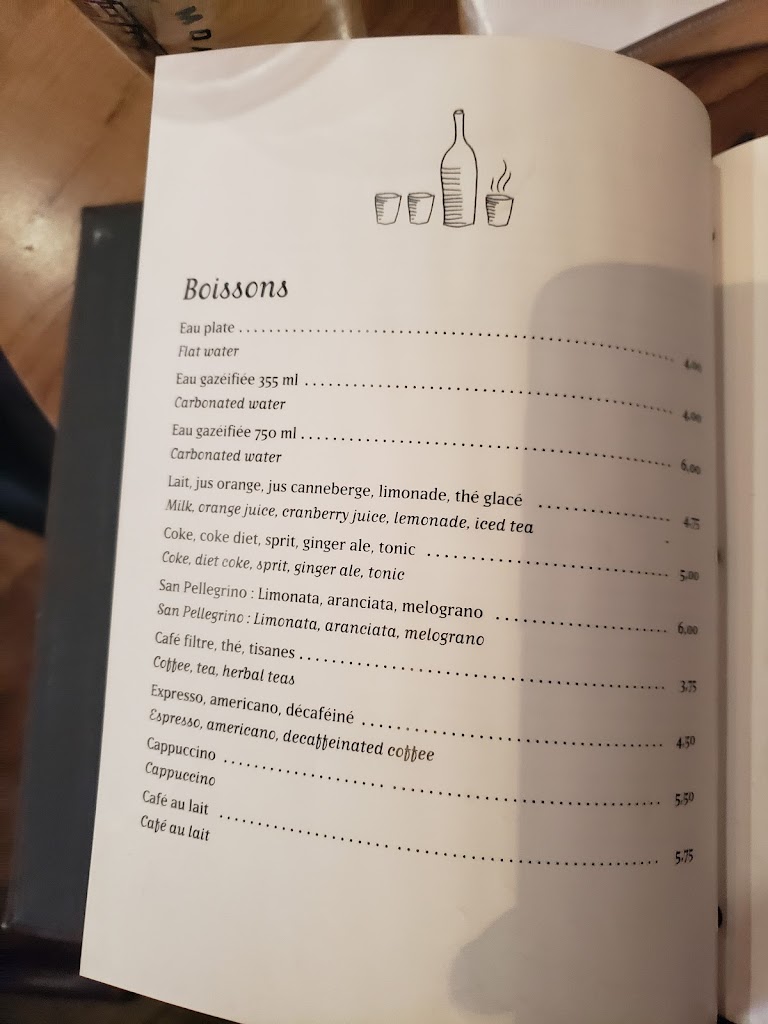 MDA
Boissons
Eau plate 4.00
Flat water
Eau gazéifiée 355 ml 4.00
Carbonated water
Eau gazéifiée 750 ml 6.00
Carbonated water
Lait, jus orange, jus canneberge, limonade, thé glacé 4.75
Milk, orange juice, cranberry juice, lemonade, iced tea
Coke, coke diet, sprit, ginger ale, tonic 5.00
Coke, diet coke, sprit, ginger ale, tonic
San Pellegrino : Limonata, aranciata, melograno 6.00
San Pellegrino : Limonata, aranciata, melograno
Café filtre, thé, tisanes 3.75
Coffee, tea, herbal teas
Expresso, americano, décaféiné 4.50
Espresso, americano, decaffeinated coffee
Cappuccino 5.50
Cappuccino
Café au lait 5.75
Café au lait